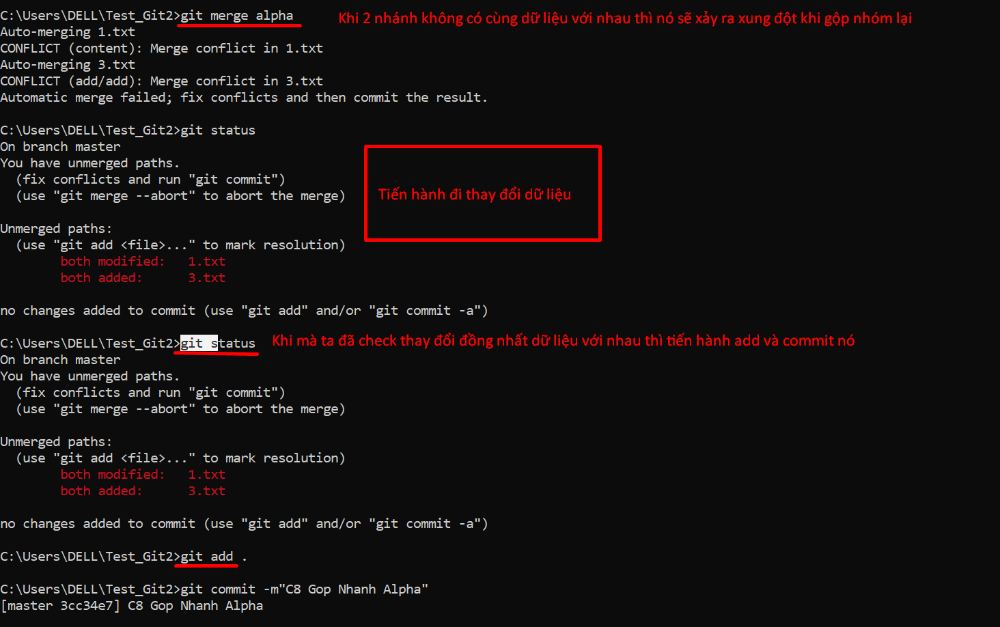 C:\Users\DELL\Test_Git2>git merge alpha
Khi 2 nhánh không có cùng dữ liệu với nhau thì nó sẽ xảy ra xung đột khi gộp nhóm lại
Auto-merging 1.txt
CONFLICT (content): Merge conflict in 1.txt
Auto-merging 3.txt
CONFLICT (add/add): Merge conflict in 3.txt
Automatic merge failed; fix conflicts and then commit the result.
C:\Users\DELL\Test_Git2>git status
On branch master
You have unmerged paths.
(fix conflicts and run "git commit")
(use "git merge --abort" to abort the merge)
Tiến hành đi thay đổi dữ liệu
Unmerged paths:
(use "git add <file>..." to mark resolution)
both modified:   1.txt
both added:      3.txt
no changes added to commit (use "git add" and/or "git commit -a")
C:\Users\DELL\Test_Git2>git status
Khi mà ta đã check thay đổi đồng nhất dữ liệu với nhau thì tiến hành add và commit nó
On branch master
You have unmerged paths.
(fix conflicts and run "git commit")
(use "git merge --abort" to abort the merge)
Unmerged paths:
(use "git add <file>..." to mark resolution)
both modified:   1.txt
both added:      3.txt
no changes added to commit (use "git add" and/or "git commit -a")
C:\Users\DELL\Test_Git2>git add .
C:\Users\DELL\Test_Git2>git commit -m"C8 Gop Nhanh Alpha"
[master 3cc34e7] C8 Gop Nhanh Alpha